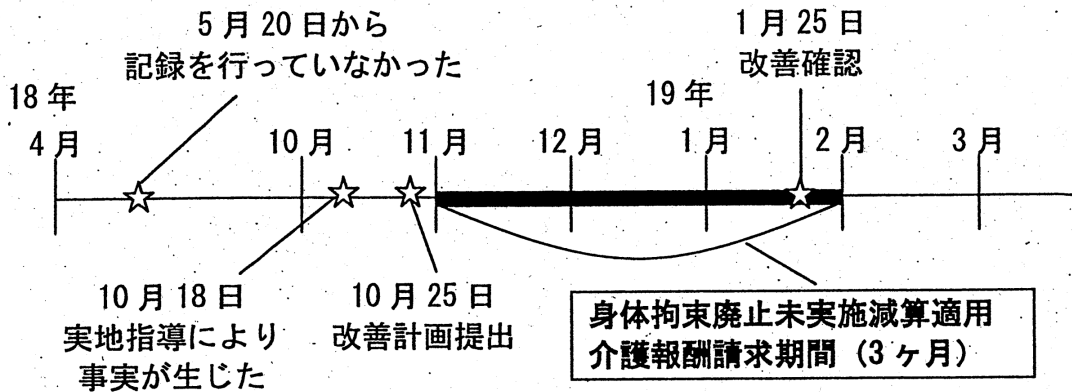 5月20日から
記録を行っていなかった
1月25日
改善確認
18年
19年
4月
10月
11月
12月
1月
2月
3月
10月18日
実地指導により
事実が生じた
10月25日
改善計画提出
身体拘束廃止未実施減算適用
介護報酬請求期間（3ヶ月）